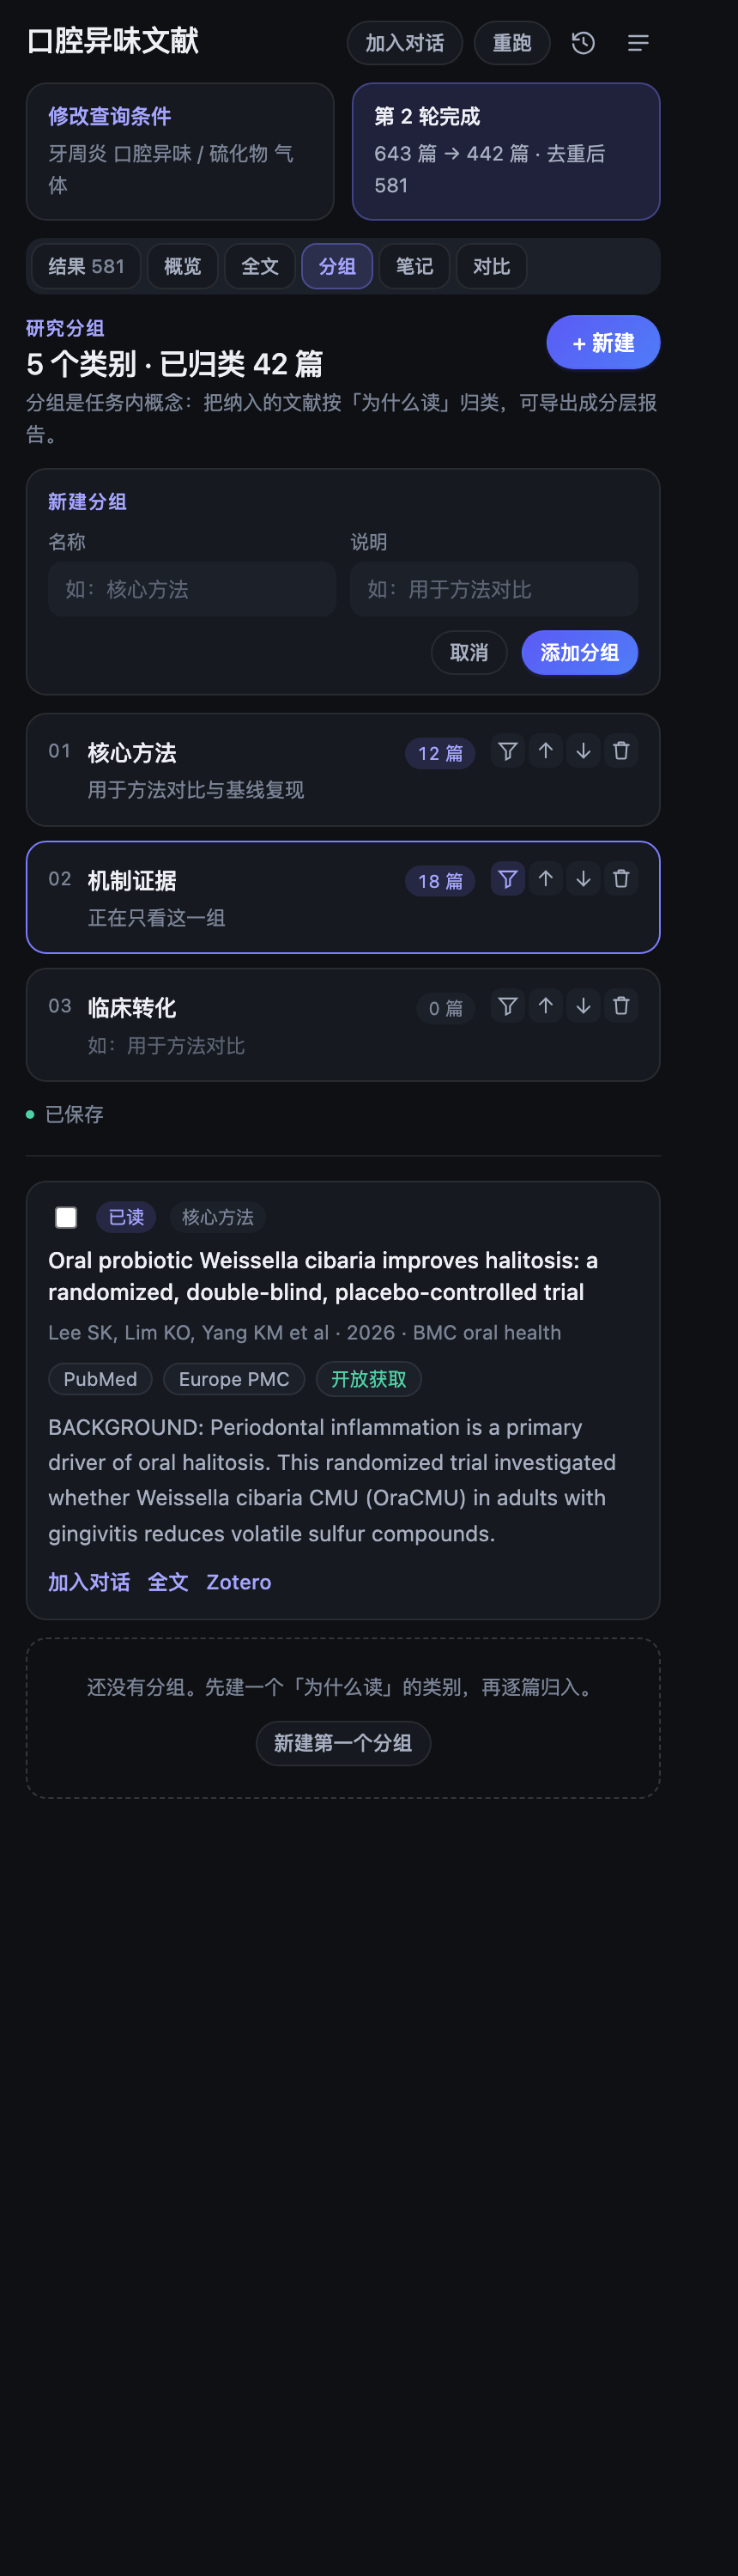 口腔异味文献
加入对话
重跑
修改查询条件
牙周炎 口腔异味 / 硫化物 气
体
第 2 轮完成
643 篇 → 442 篇 · 去重后
581
结果 581
概览
全文
分组
笔记
对比
研究分组
5 个类别 · 已归类 42 篇
+ 新建
分组是任务内概念：把纳入的文献按「为什么读」归类，可导出成分层报
告。
新建分组
名称
说明
如：核心方法
如：用于方法对比
取消
添加分组
01 核心方法
12 篇
用于方法对比与基线复现
02 机制证据
18 篇
正在只看这一组
03 临床转化
0 篇
如：用于方法对比
已保存
已读
核心方法
Oral probiotic Weissella cibaria improves halitosis: a
randomized, double-blind, placebo-controlled trial
Lee SK, Lim KO, Yang KM et al · 2026 · BMC oral health
PubMed
Europe PMC
开放获取
BACKGROUND: Periodontal inflammation is a primary
driver of oral halitosis. This randomized trial investigated
whether Weissella cibaria CMU (OraCMU) in adults with
gingivitis reduces volatile sulfur compounds.
加入对话 全文 Zotero
还没有分组。先建一个「为什么读」的类别，再逐篇归入。
新建第一个分组